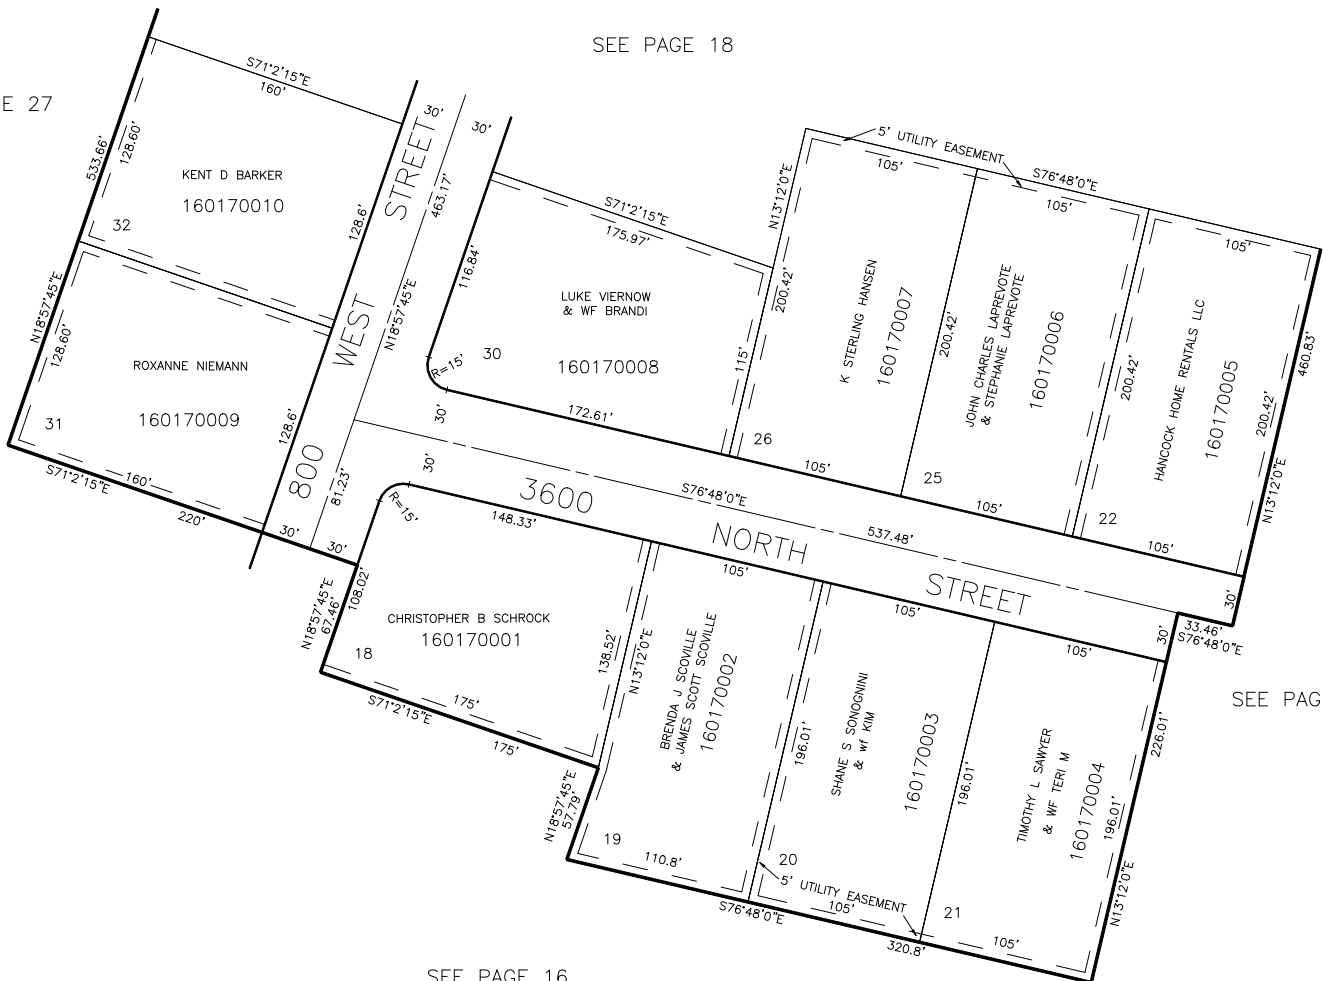 SEE PAGE 18
E 27
S71°2'15"E
160'
533.66'
128.60'
KENT D BARKER
160170010
32
128.6'
N18°57'45"E
128.60'
ROXANNE NIEMANN
160170009
31
128.6'
S71°2'15"E
160'
220'
30'
30'
30'
30'
800 WEST STREET
463.17'
N18°57'45"E
81.23'
S71°2'15"E
175.97'
116.84'
LUKE VIERNOW
& WF BRANDI
160170008
30
R=15'
115'
172.61'
30'
5' UTILITY EASEMENT
105'
N13°12'0"E
200.42'
K STERLING HANSEN
160170007
26
105'
200.42'
S76°48'0"E
105'
JOHN CHARLES LAPREVOTE
& STEPHANIE LAPREVOTE
160170006
25
105'
200.42'
105'
HANCOCK HOME RENTALS LLC
160170005
22
105'
200.42'
460.83'
N13°12'0"E
3600 NORTH STREET
S76°48'0"E
537.48'
30'
33.46'
S76°48'0"E
30'
30'
R=15'
148.33'
N18°57'45"E
67.46'
108.02'
CHRISTOPHER B SCHROCK
160170001
18
138.52'
S71°2'15"E
175'
175'
N13°12'0"E
105'
BRENDA J SCOVILLE
& JAMES SCOTT SCOVILLE
160170002
19
N18°57'45"E
57.79'
110.8'
196.01'
105'
SHANE S SONOGNINI
& wf KIM
160170003
20
5' UTILITY EASEMENT
105'
196.01'
105'
TIMOTHY L SAWYER
& WF TERI M
160170004
21
105'
196.01'
226.01'
N13°12'0"E
S76°48'0"E
320.8'
SEE PAG
SEE PAGE 16